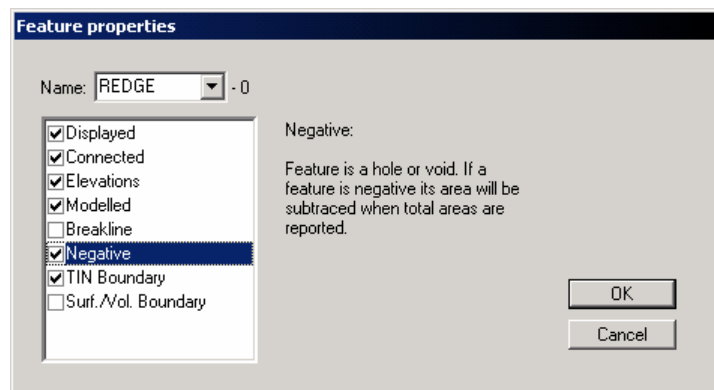 Feature properties
Name: REDGE - 0
Displayed
Connected
Elevations
Modelled
Breakline
Negative
TIN Boundary
Surf./Vol. Boundary
Negative:
Feature is a hole or void. If a
feature is negative its area will be
subtraced when total areas are
reported.
OK
Cancel